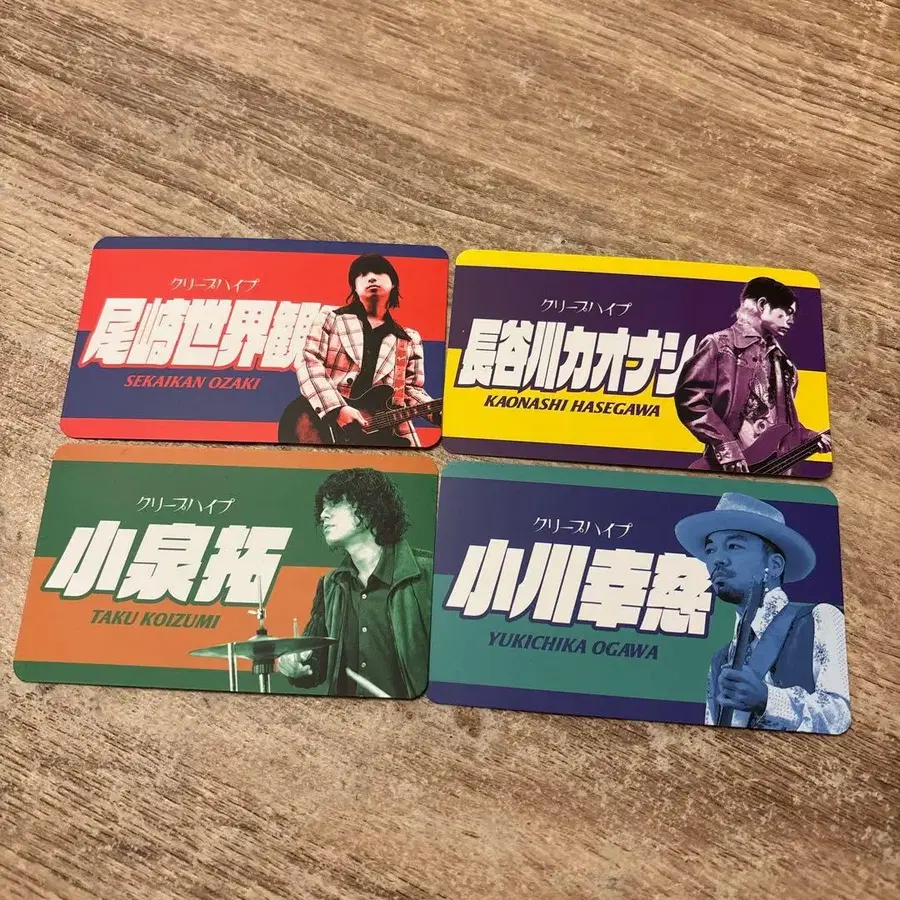 クリープハイプ
尾崎世界観
SEKAIKAN OZAKI
クリープハイプ
長谷川カオナシ
KAONASHI HASEGAWA
クリープハイプ
小泉拓
TAKU KOIZUMI
クリープハイプ
小川幸慈
YUKICHIKA OGAWA